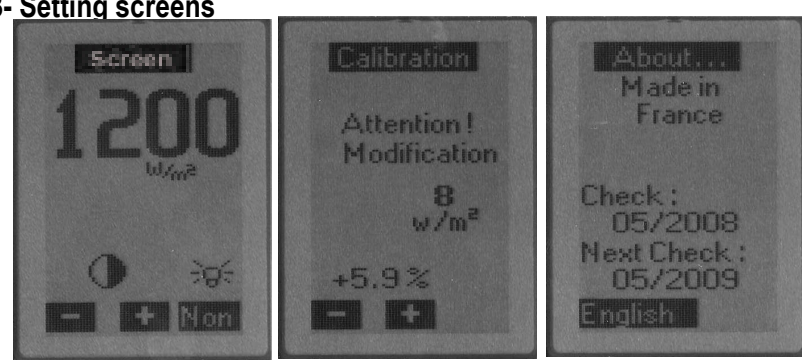 - Setting screens
Screen
1200
W/m²
- + Non
Calibration
Attention !
Modification
8
w/m²
+5.9 %
- +
About...
Made in
France
Check :
05/2008
Next Check :
05/2009
English